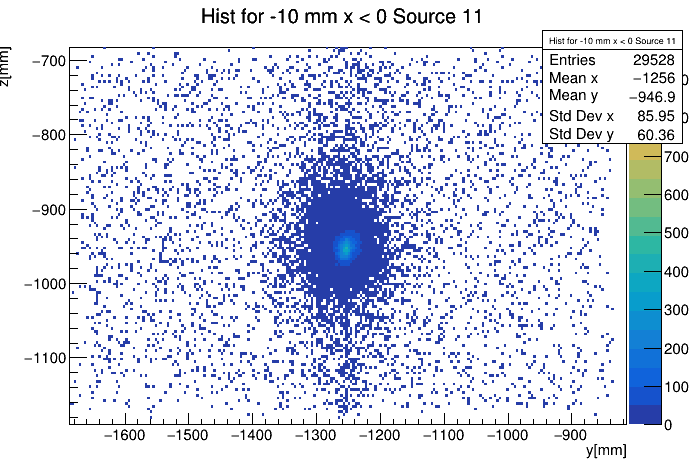 Hist for -10 mm x < 0 Source 11
z[mm]
Hist for -10 mm x < 0 Source 11
Entries 29528
Mean x −1256
Mean y −946.9
Std Dev x 85.95
Std Dev y 60.36
−700
−800
−900
−1000
−1100
0
0
700
600
500
400
300
200
100
0
−1600 −1500 −1400 −1300 −1200 −1100 −1000 −900
y[mm]